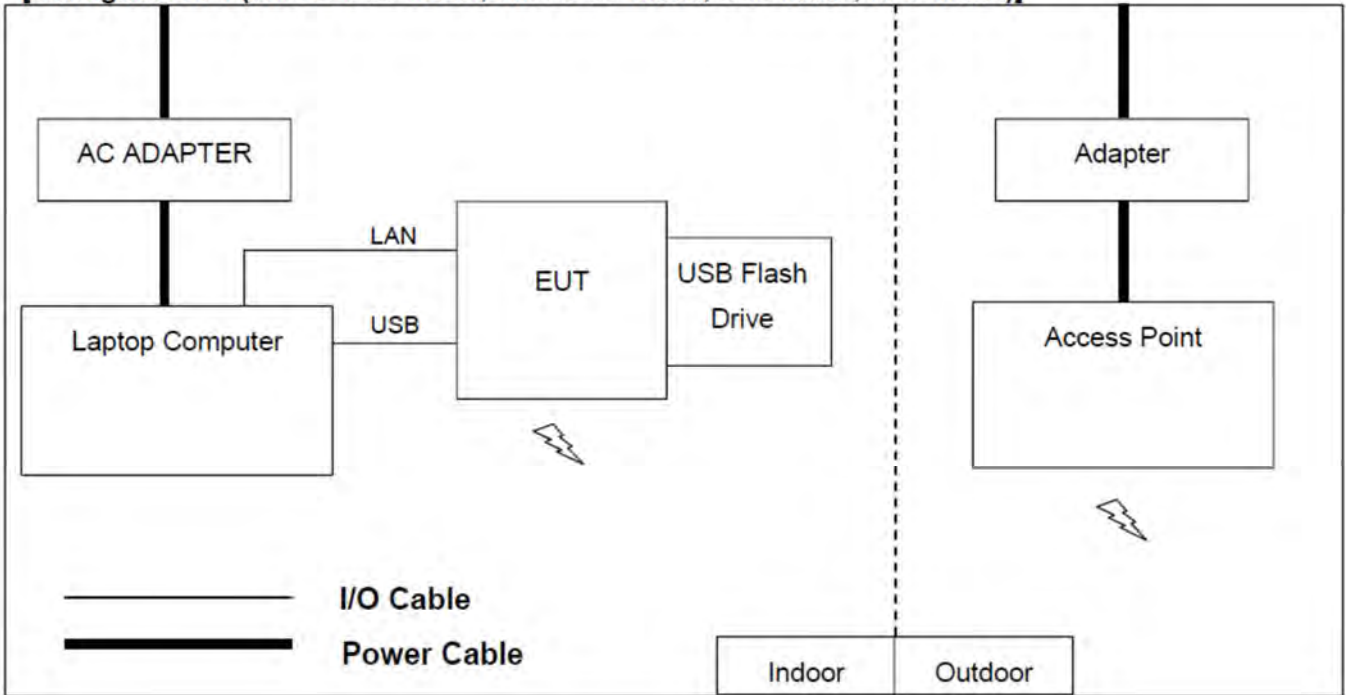 AC ADAPTER
Adapter
LAN
EUT
USB Flash
Drive
USB
Laptop Computer
Access Point
I/O Cable
Power Cable
Indoor
Outdoor